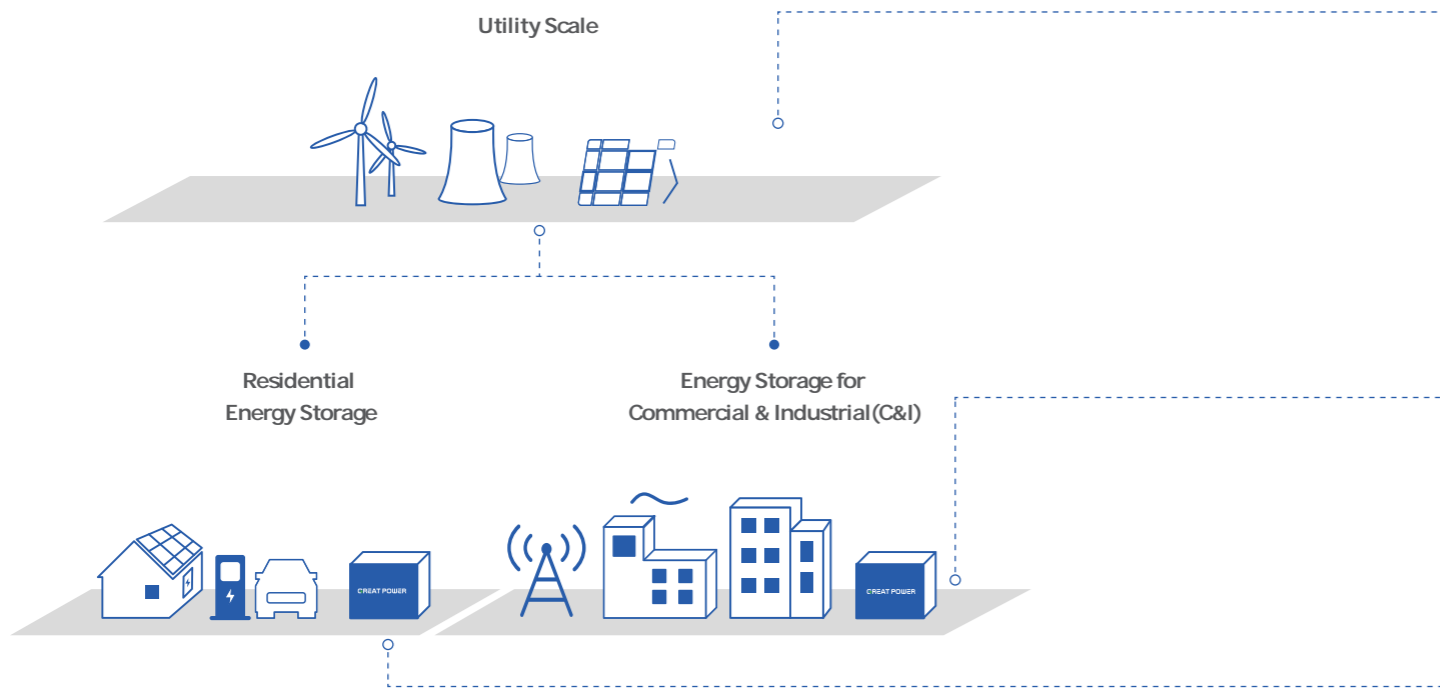 Utility Scale
Residential
Energy Storage
Energy Storage for
Commercial & Industrial(C&I)
CREAT POWER
CREAT POWER